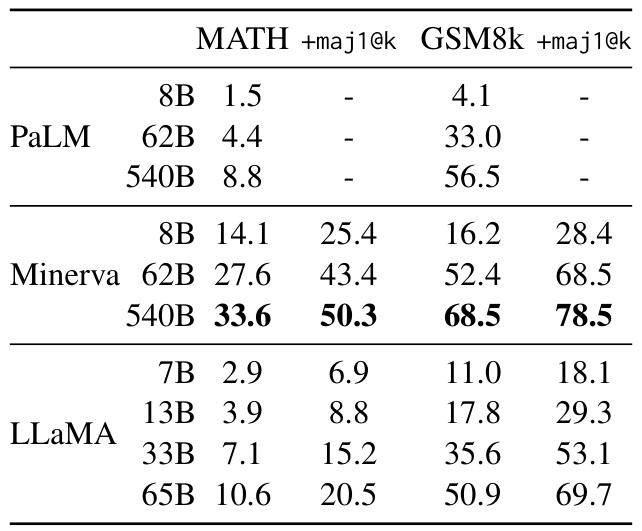 MATH +maj1@k GSM8k +maj1@k
8B 1.5 - 4.1 -
PaLM 62B 4.4 - 33.0 -
540B 8.8 - 56.5 -
8B 14.1 25.4 16.2 28.4
Minerva 62B 27.6 43.4 52.4 68.5
540B 33.6 50.3 68.5 78.5
7B 2.9 6.9 11.0 18.1
13B 3.9 8.8 17.8 29.3
LLaMA
33B 7.1 15.2 35.6 53.1
65B 10.6 20.5 50.9 69.7